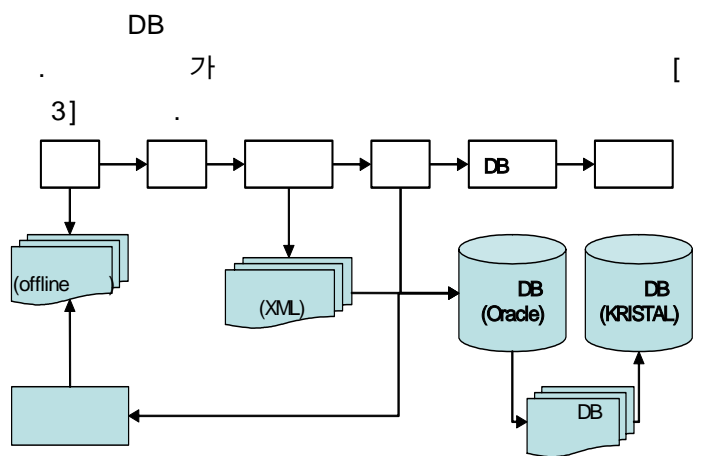 DB
. 가 [
3] .
DB
(offline )
(XML)
DB
(Oracle)
DB
(KRISTAL)
DB